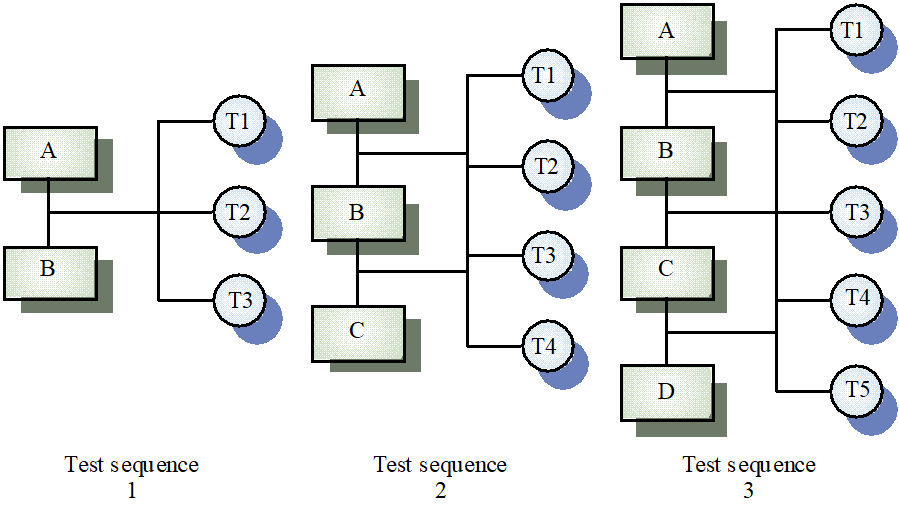 A
B
T1
T2
T3
Test sequence
1
A
B
C
T1
T2
T3
T4
Test sequence
2
A
B
C
D
T1
T2
T3
T4
T5
Test sequence
3